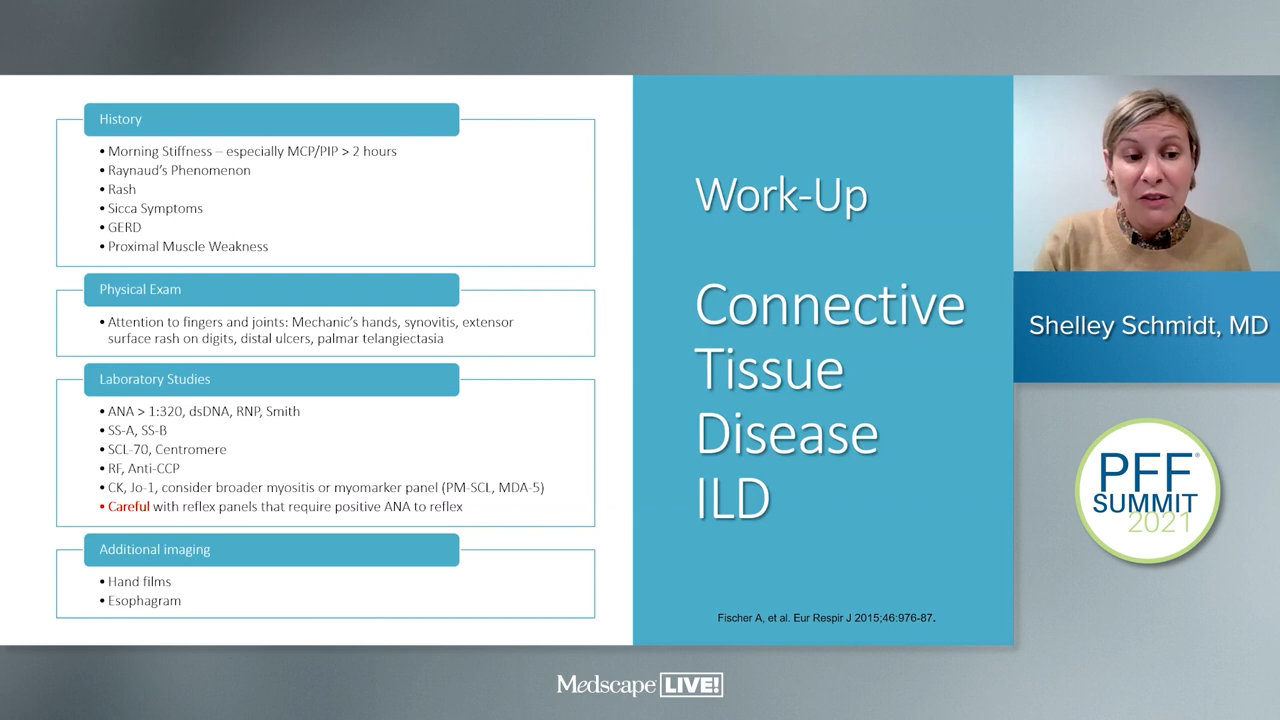 History
• Morning Stiffness – especially MCP/PIP > 2 hours
• Raynaud's Phenomenon
• Rash
• Sicca Symptoms
• GERD
• Proximal Muscle Weakness
Physical Exam
• Attention to fingers and joints: Mechanic's hands, synovitis, extensor
surface rash on digits, distal ulcers, palmar telangiectasia
Laboratory Studies
• ANA > 1:320, dsDNA, RNP, Smith
• SS-A, SS-B
• SCL-70, Centromere
• RF, Anti-CCP
• CK, Jo-1, consider broader myositis or myomarker panel (PM-SCL, MDA-5)
• Careful with reflex panels that require positive ANA to reflex
Additional imaging
• Hand films
• Esophagram
Work-Up
Connective
Tissue
Disease
ILD
Fischer A, et al. Eur Respir J 2015;46:976-87.
Shelley Schmidt, MD
PFF®
SUMMIT
2021
Medscape LIVE!